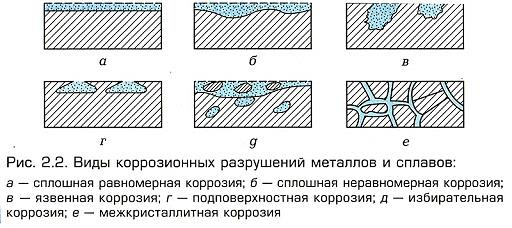 а б в
г д е
Рис. 2.2. Виды коррозионных разрушений металлов и сплавов:
а — сплошная равномерная коррозия; б — сплошная неравномерная коррозия;
в — язвенная коррозия; г — подповерхностная коррозия; д — избирательная
коррозия; е — межкристаллитная коррозия